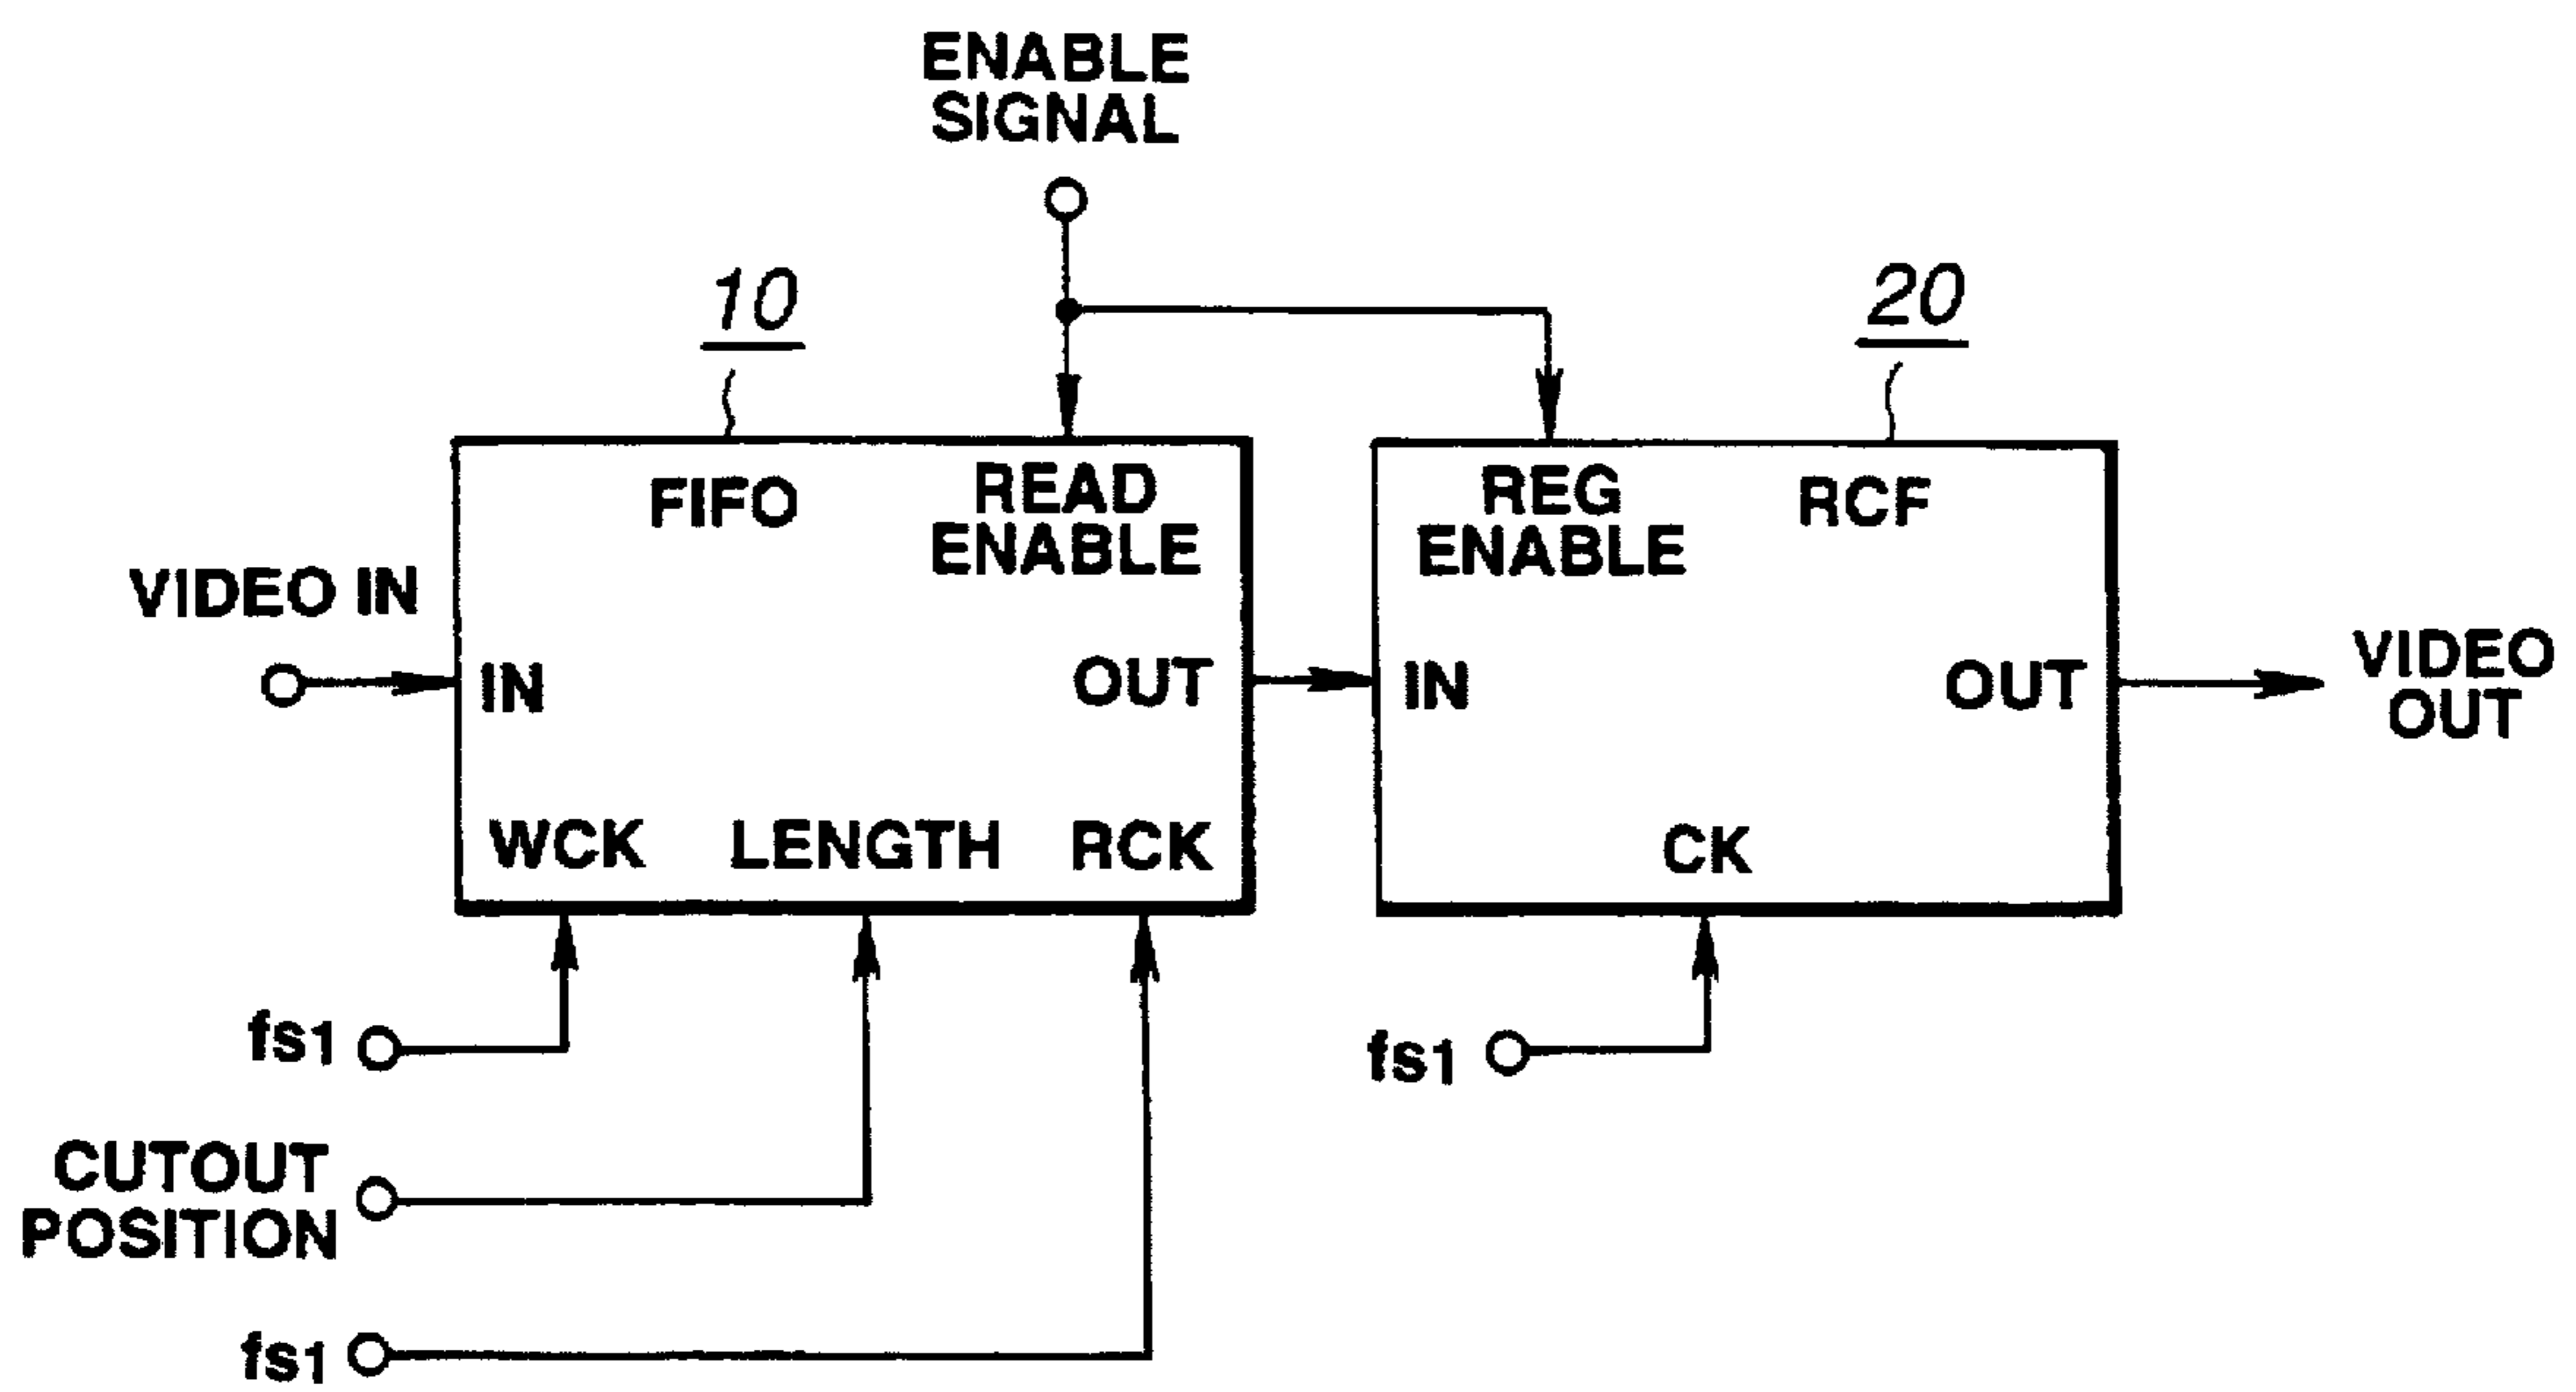 ENABLE
SIGNAL
10
20
FIFO
READ
ENABLE
REG
ENABLE
RCF
VIDEO IN
IN
OUT
IN
OUT
VIDEO
OUT
WCK
LENGTH
RCK
CK
fs1
fs1
CUTOUT
POSITION
fs1